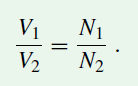 V₁/V₂ = N₁/N₂ .